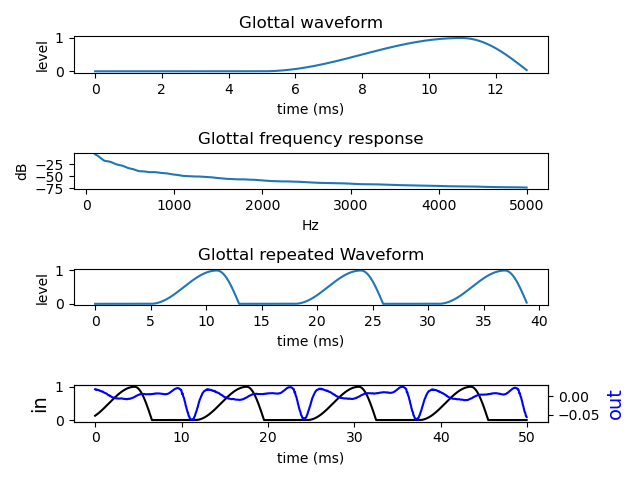 Glottal waveform
level
1
0
0 2 4 6 8 10 12
time (ms)
Glottal frequency response
dB
−25
−50
−75
0 1000 2000 3000 4000 5000
Hz
Glottal repeated Waveform
level
1
0
0 5 10 15 20 25 30 35 40
time (ms)
in
1
0
0.00
−0.05
out
0 10 20 30 40 50
time (ms)